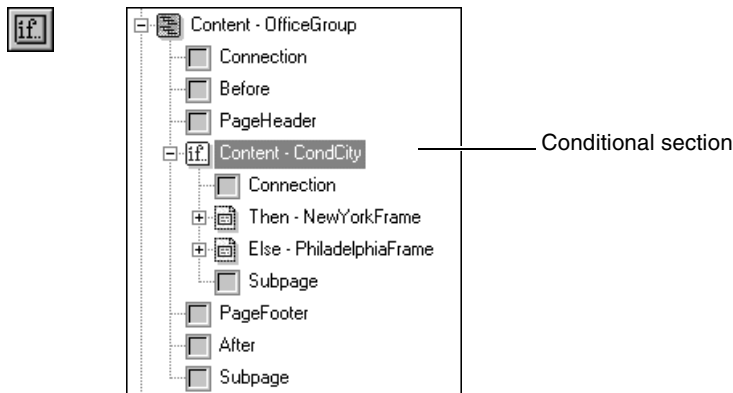 if..
Content - OfficeGroup
Connection
Before
PageHeader
if.. Content - CondCity
Conditional section
Connection
Then - NewYorkFrame
Else - PhiladelphiaFrame
Subpage
PageFooter
After
Subpage